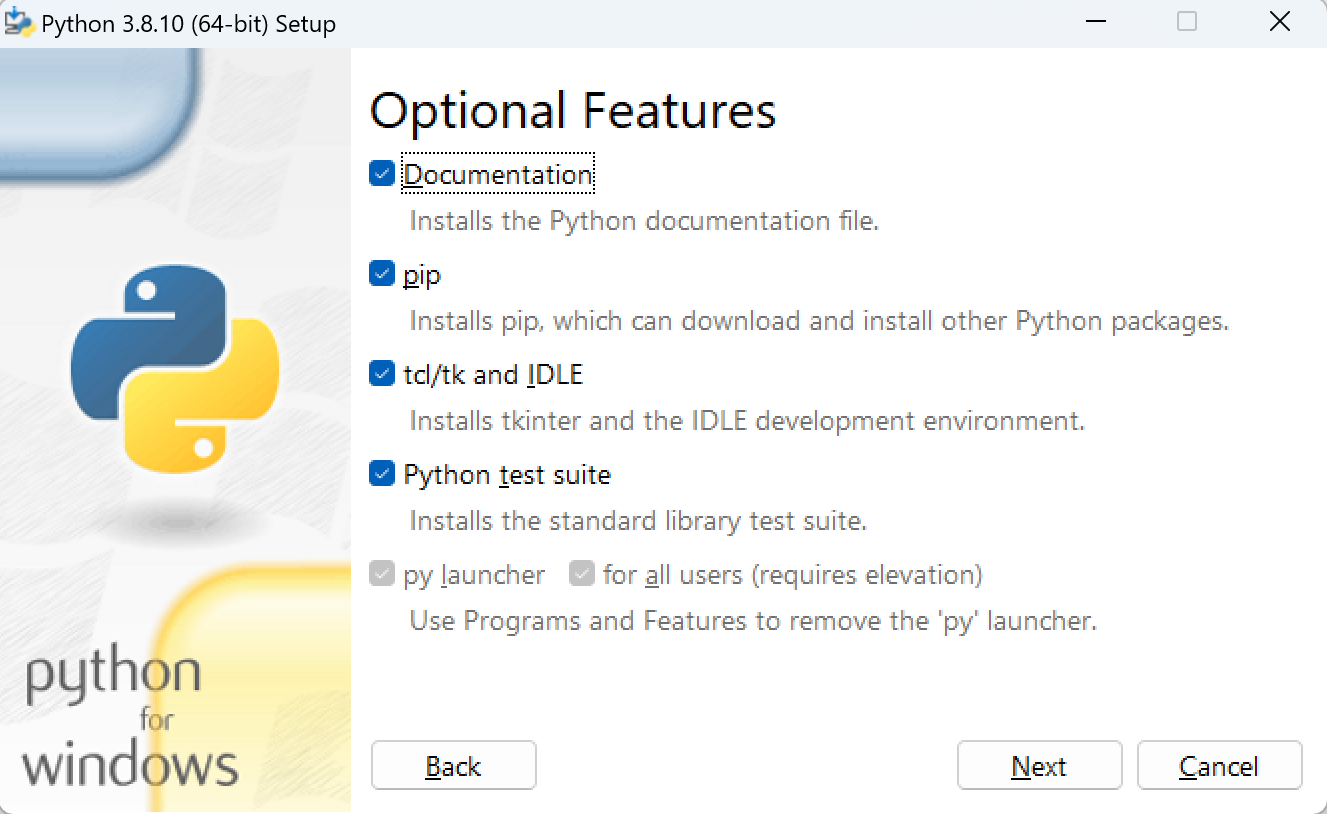 Python 3.8.10 (64-bit) Setup
Optional Features
Documentation
Installs the Python documentation file.
pip
Installs pip, which can download and install other Python packages.
tcl/tk and IDLE
Installs tkinter and the IDLE development environment.
Python test suite
Installs the standard library test suite.
py launcher for all users (requires elevation)
Use Programs and Features to remove the 'py' launcher.
python
for
windows
Back Next Cancel